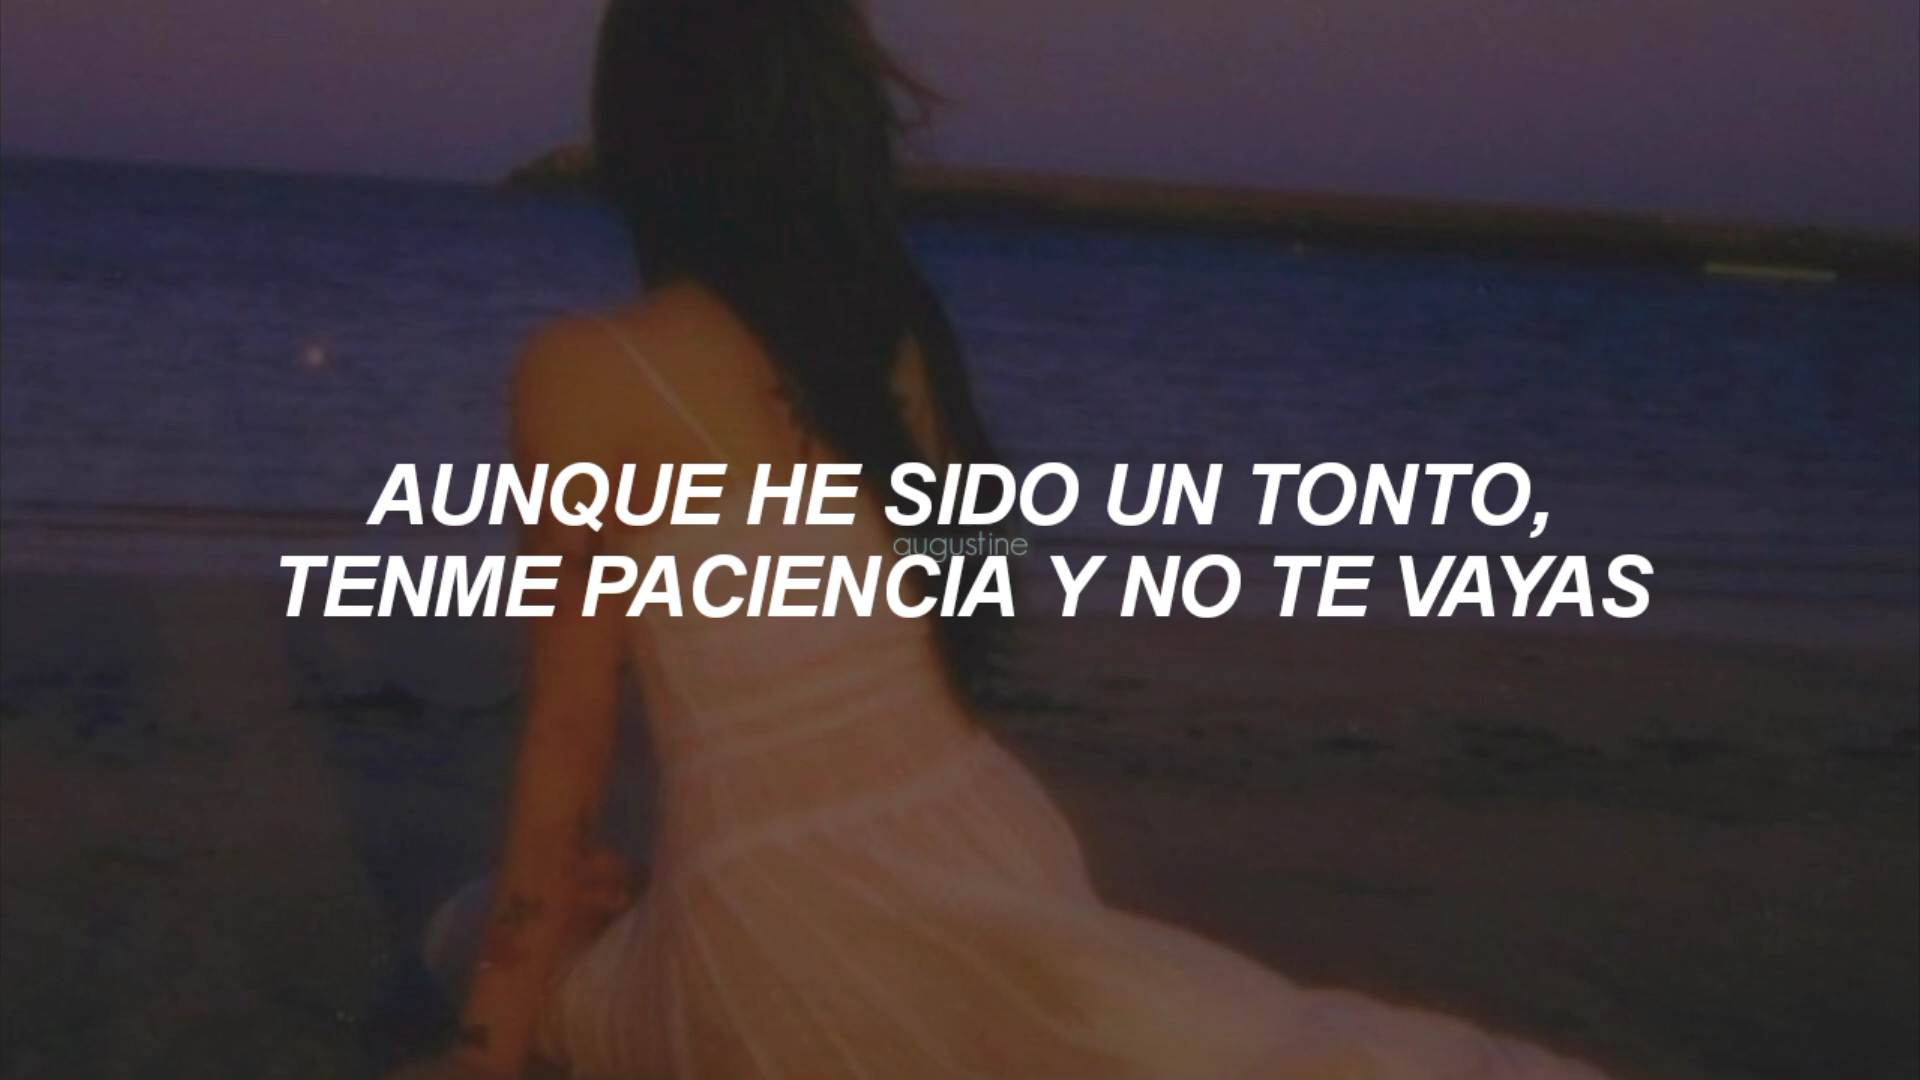 AUNQUE HE SIDO UN TONTO,
augustine
TENME PACIENCIA Y NO TE VAYAS